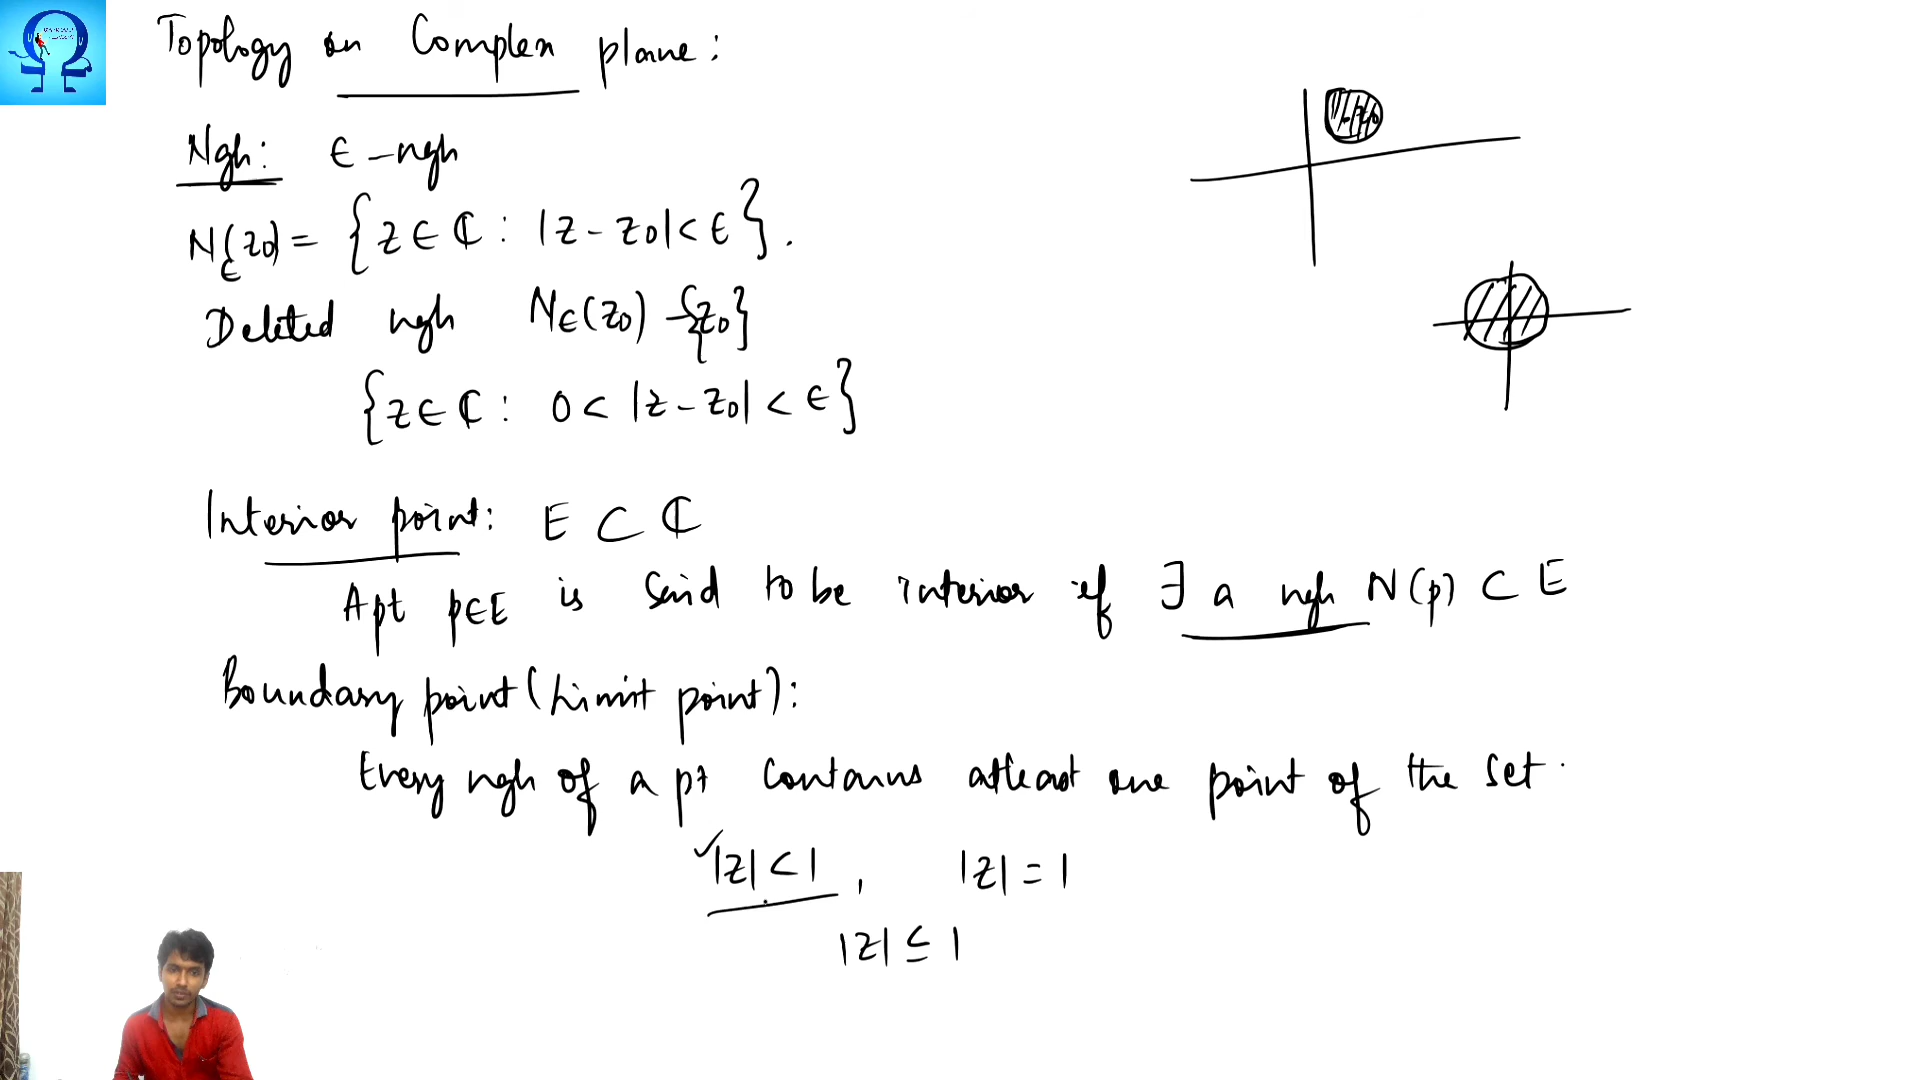 Topology on Complex plane:
Ngh: ϵ-ngh
Nϵ(z0) = {z ∈ ℂ : |z - z0| < ϵ}.
Deleted ngh Nϵ(z0) - {z0}
{z ∈ ℂ : 0 < |z - z0| < ϵ}
Interior point: E ⊂ ℂ
A pt p∈E is said to be interior if ∃ a ngh N(p) ⊂ E
Boundary point (Limit point):
Every ngh of a pt contains atleast one point of the set.
✓|z| < 1, |z| = 1
|z| ≤ 1